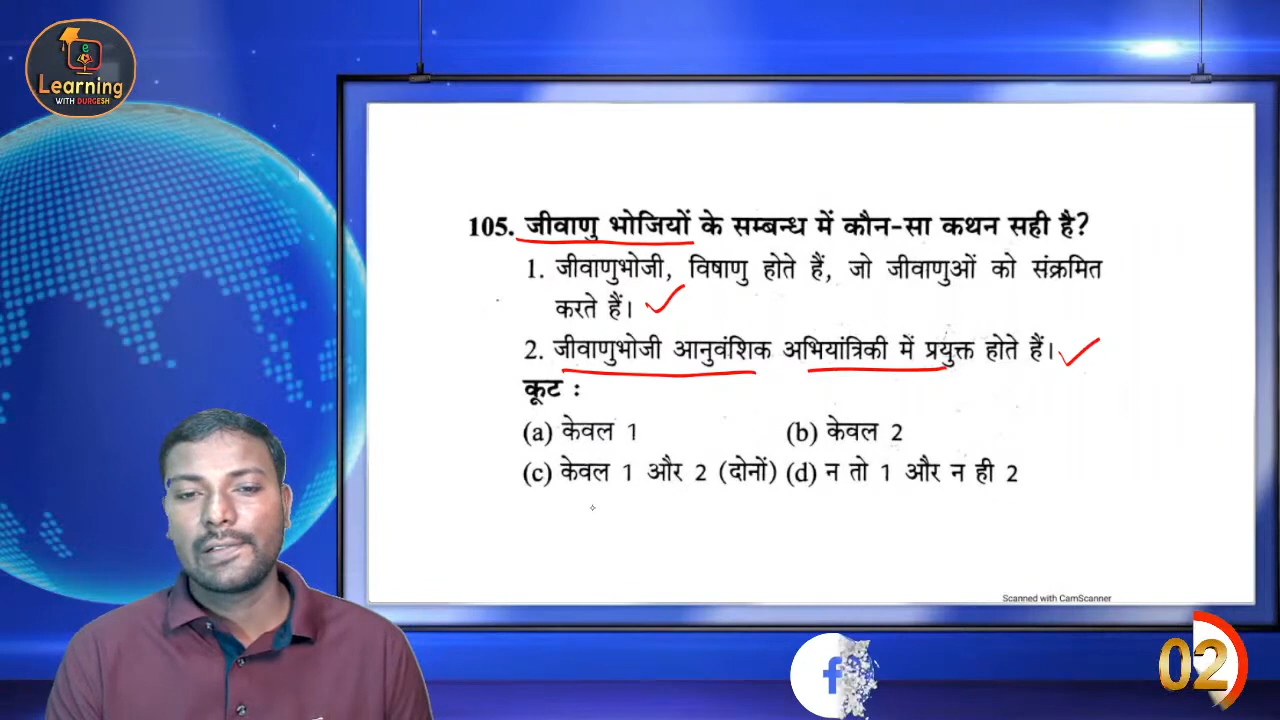 e
Learning
WITH DURGESH
105. जीवाणु भोजियों के सम्बन्ध में कौन-सा कथन सही है?
1. जीवाणुभोजी, विषाणु होते हैं, जो जीवाणुओं को संक्रमित
करते हैं।
2. जीवाणुभोजी आनुवंशिक अभियांत्रिकी में प्रयुक्त होते हैं।
कूट :
(a) केवल 1 (b) केवल 2
(c) केवल 1 और 2 (दोनों) (d) न तो 1 और न ही 2
Scanned with CamScanner
f
02